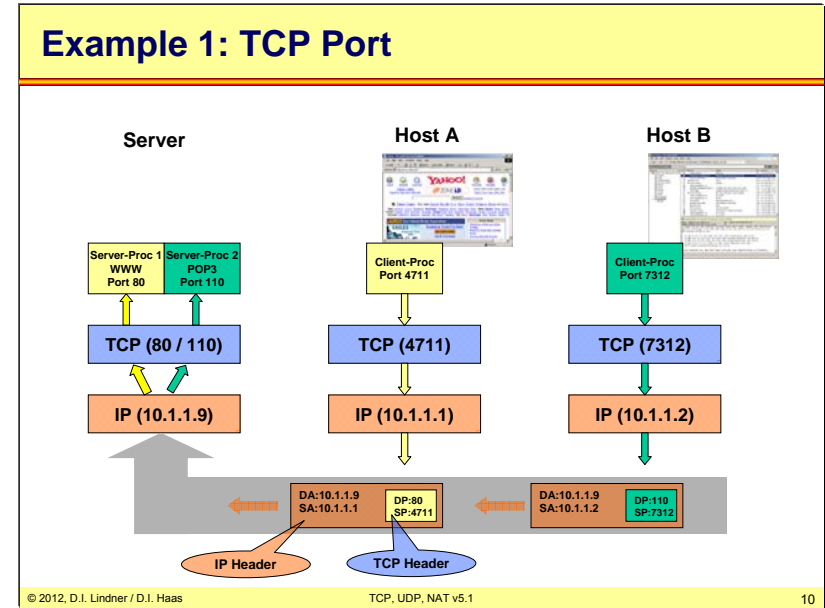 Example 1: TCP Port
Server
Host A
Host B
YAHOO!
Server-Proc 1
WWW
Port 80
Server-Proc 2
POP3
Port 110
Client-Proc
Port 4711
Client-Proc
Port 7312
TCP (80 / 110)
TCP (4711)
TCP (7312)
IP (10.1.1.9)
IP (10.1.1.1)
IP (10.1.1.2)
DA:10.1.1.9
SA:10.1.1.1
DP:80
SP:4711
DA:10.1.1.9
SA:10.1.1.2
DP:110
SP:7312
IP Header
TCP Header
© 2012, D.I. Lindner / D.I. Haas
TCP, UDP, NAT v5.1
10